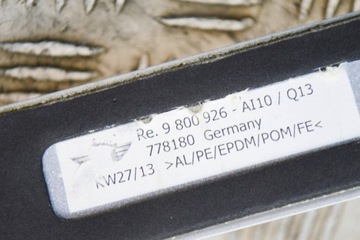 Re. 9 800 926 - AI10 / Q13
778180 Germany
KW27/13 >AL/PE/EPDM/POM/FE<